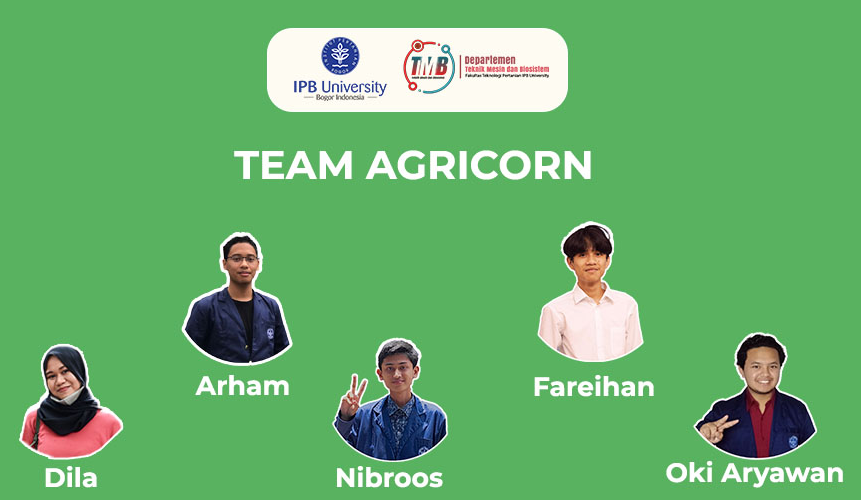 IPB University
Bogor Indonesia
TMB
Departemen
Teknik Mesin dan Biosistem
Fakultas Teknologi Pertanian IPB University
TEAM AGRICORN
Arham
Fareihan
Dila
Nibroos
Oki Aryawan